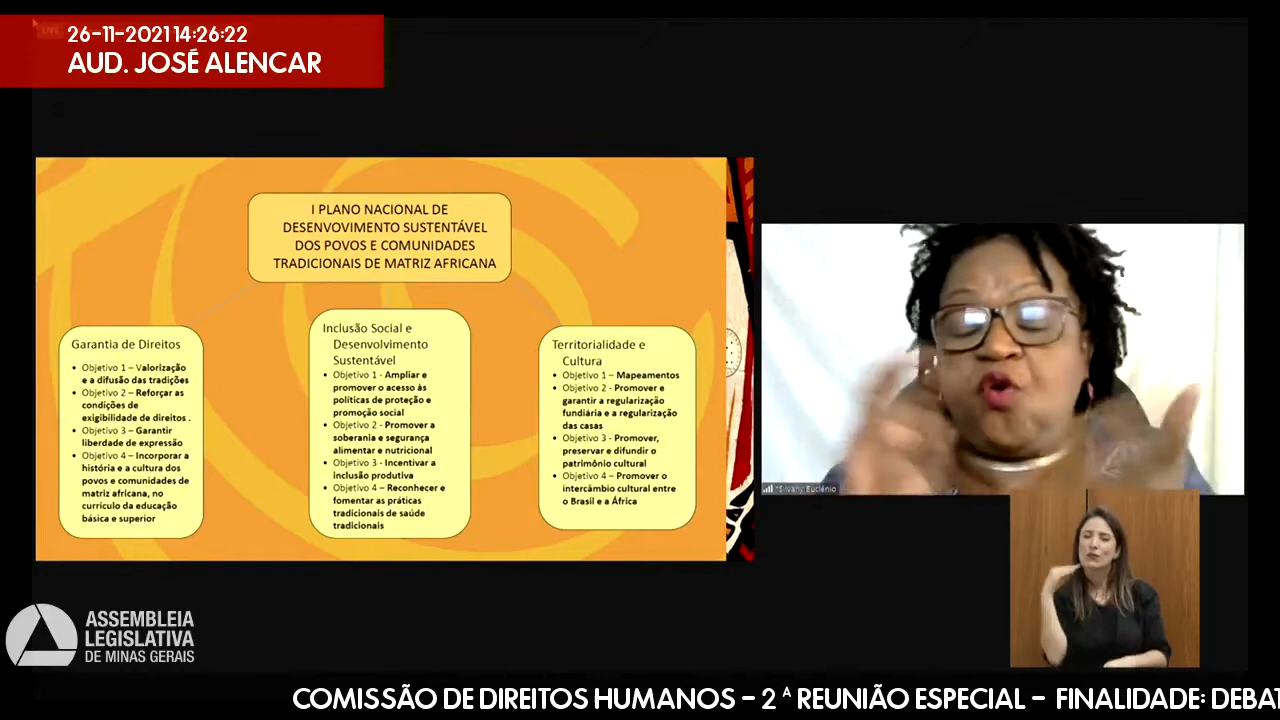 LIVE
26-11-2021 14:26:22
AUD. JOSÉ ALENCAR
I PLANO NACIONAL DE
DESENVOVIMENTO SUSTENTÁVEL
DOS POVOS E COMUNIDADES
TRADICIONAIS DE MATRIZ AFRICANA
Garantia de Direitos
• Objetivo 1 – Valorização
e a difusão das tradições
• Objetivo 2 – Reforçar as
condições de
exigibilidade de direitos .
• Objetivo 3 – Garantir
liberdade de expressão
• Objetivo 4 – Incorporar a
história e a cultura dos
povos e comunidades de
matriz africana, no
currículo da educação
básica e superior
Inclusão Social e
Desenvolvimento
Sustentável
• Objetivo 1 - Ampliar e
promover o acesso às
políticas de proteção e
promoção social
• Objetivo 2 - Promover a
soberania e segurança
alimentar e nutricional
• Objetivo 3 - Incentivar a
inclusão produtiva
• Objetivo 4 – Reconhecer e
fomentar as práticas
tradicionais de saúde
tradicionais
Territorialidade e
Cultura
• Objetivo 1 – Mapeamentos
• Objetivo 2 - Promover e
garantir a regularização
fundiária e a regularização
das casas
• Objetivo 3 - Promover,
preservar e difundir o
patrimônio cultural
• Objetivo 4 – Promover o
intercâmbio cultural entre
o Brasil e a África
*Silvany Euclênio
ASSEMBLEIA
LEGISLATIVA
DE MINAS GERAIS
COMISSÃO DE DIREITOS HUMANOS - 2 ª REUNIÃO ESPECIAL - FINALIDADE: DEBAT